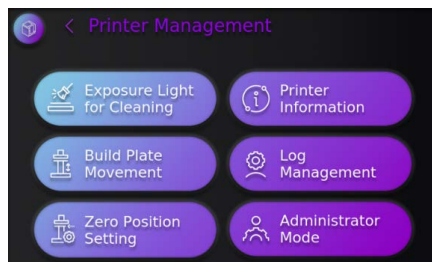 Printer Management
Exposure Light
for Cleaning
Printer
Information
Build Plate
Movement
Log
Management
Zero Position
Setting
Administrator
Mode